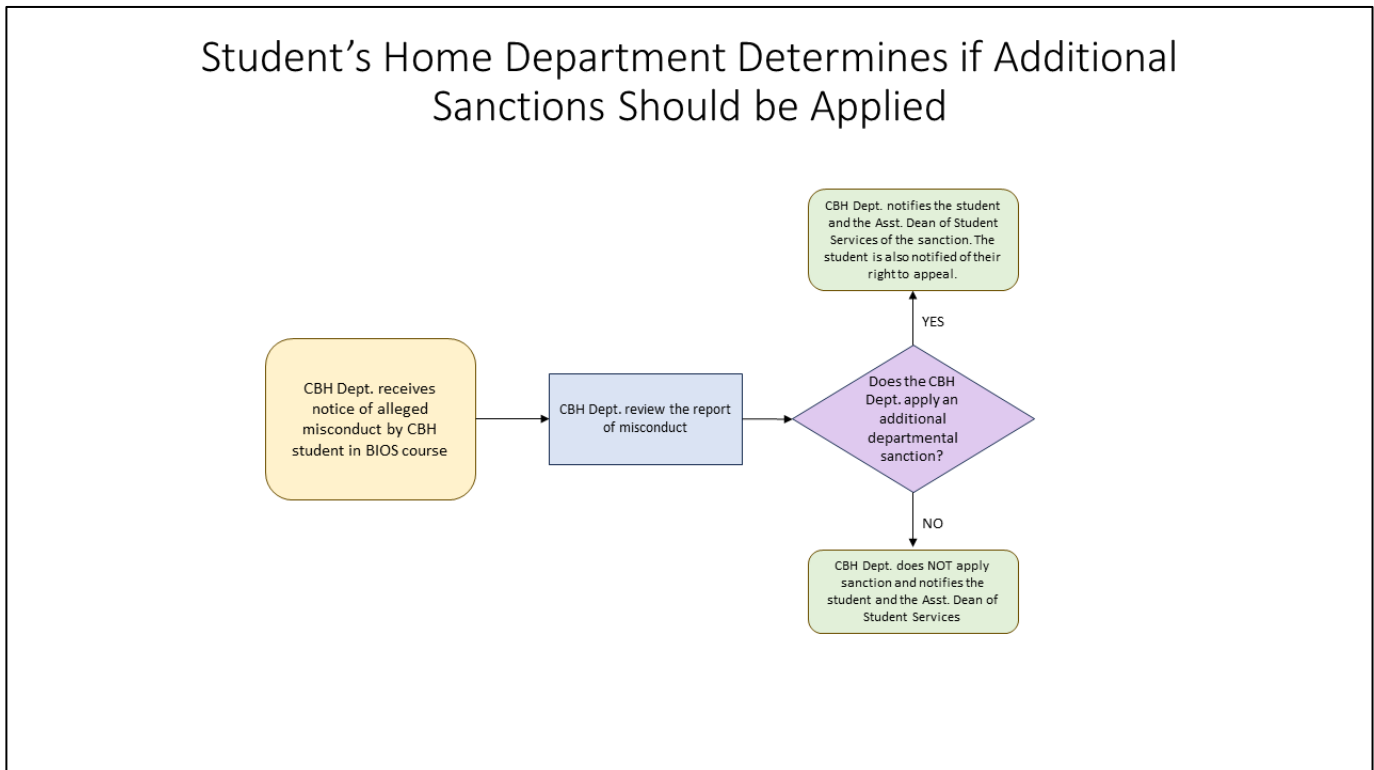 Student’s Home Department Determines if Additional
Sanctions Should be Applied
CBH Dept. notifies the student
and the Asst. Dean of Student
Services of the sanction. The
student is also notified of their
right to appeal.
YES
CBH Dept. receives
notice of alleged
misconduct by CBH
student in BIOS course
CBH Dept. review the report
of misconduct
Does the CBH
Dept. apply an
additional
departmental
sanction?
NO
CBH Dept. does NOT apply
sanction and notifies the
student and the Asst. Dean of
Student Services